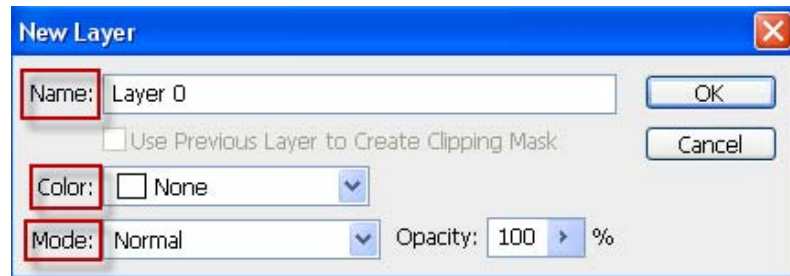 New Layer
Name: Layer 0 OK
Use Previous Layer to Create Clipping Mask Cancel
Color: None
Mode: Normal Opacity: 100 %